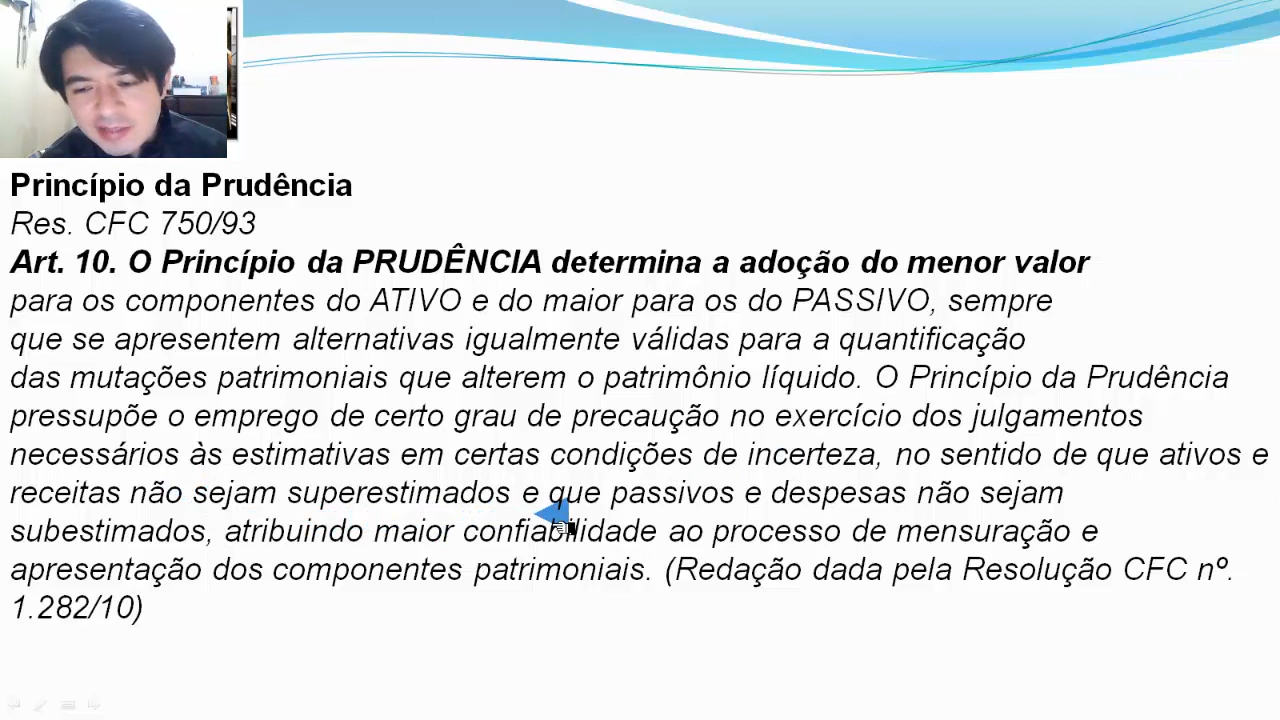 Princípio da Prudência
Res. CFC 750/93
Art. 10. O Princípio da PRUDÊNCIA determina a adoção do menor valor
para os componentes do ATIVO e do maior para os do PASSIVO, sempre
que se apresentem alternativas igualmente válidas para a quantificação
das mutações patrimoniais que alterem o patrimônio líquido. O Princípio da Prudência
pressupõe o emprego de certo grau de precaução no exercício dos julgamentos
necessários às estimativas em certas condições de incerteza, no sentido de que ativos e
receitas não sejam superestimados e que passivos e despesas não sejam
subestimados, atribuindo maior confiabilidade ao processo de mensuração e
apresentação dos componentes patrimoniais. (Redação dada pela Resolução CFC nº.
1.282/10)